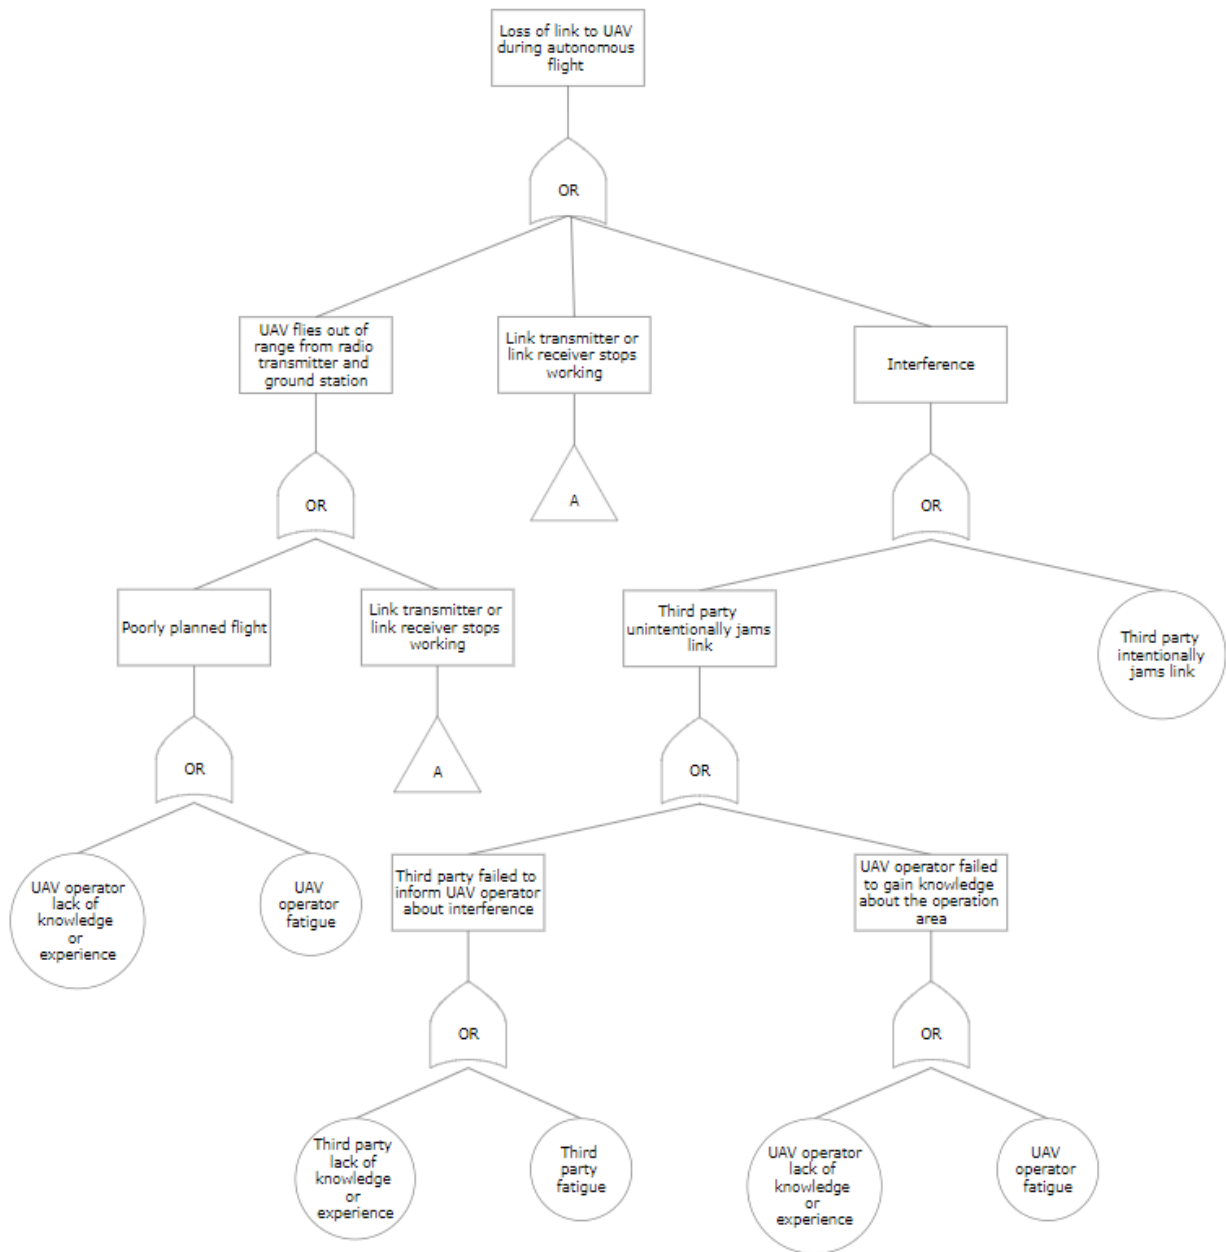 Loss of link to UAV
during autonomous
flight
OR
UAV flies out of
range from radio
transmitter and
ground station
Link transmitter or
link receiver stops
working
Interference
OR
A
OR
Poorly planned flight
Link transmitter or
link receiver stops
working
Third party
unintentionally jams
link
Third party
intentionally
jams link
OR
A
OR
UAV operator
lack of
knowledge
or
experience
UAV
operator
fatigue
Third party failed to
inform UAV operator
about interference
UAV operator failed
to gain knowledge
about the operation
area
OR
OR
Third party
lack of
knowledge
or
experience
Third
party
fatigue
UAV operator
lack of
knowledge
or
experience
UAV
operator
fatigue